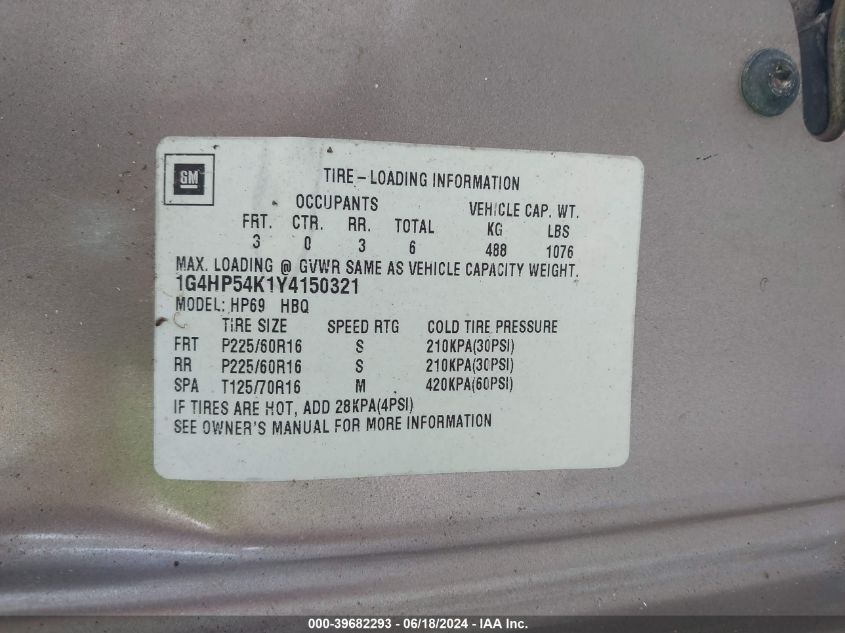 GM
TIRE - LOADING INFORMATION
OCCUPANTS VEHICLE CAP. WT.
FRT. CTR. RR. TOTAL KG LBS
3 0 3 6 488 1076
MAX. LOADING @ GVWR SAME AS VEHICLE CAPACITY WEIGHT.
1G4HP54K1Y4150321
MODEL: HP69 HBQ
TIRE SIZE SPEED RTG COLD TIRE PRESSURE
FRT P225/60R16 S 210KPA(30PSI)
RR P225/60R16 S 210KPA(30PSI)
SPA T125/70R16 M 420KPA(60PSI)
IF TIRES ARE HOT, ADD 28KPA(4PSI)
SEE OWNER'S MANUAL FOR MORE INFORMATION
000-39682293 - 06/18/2024 - IAA Inc.